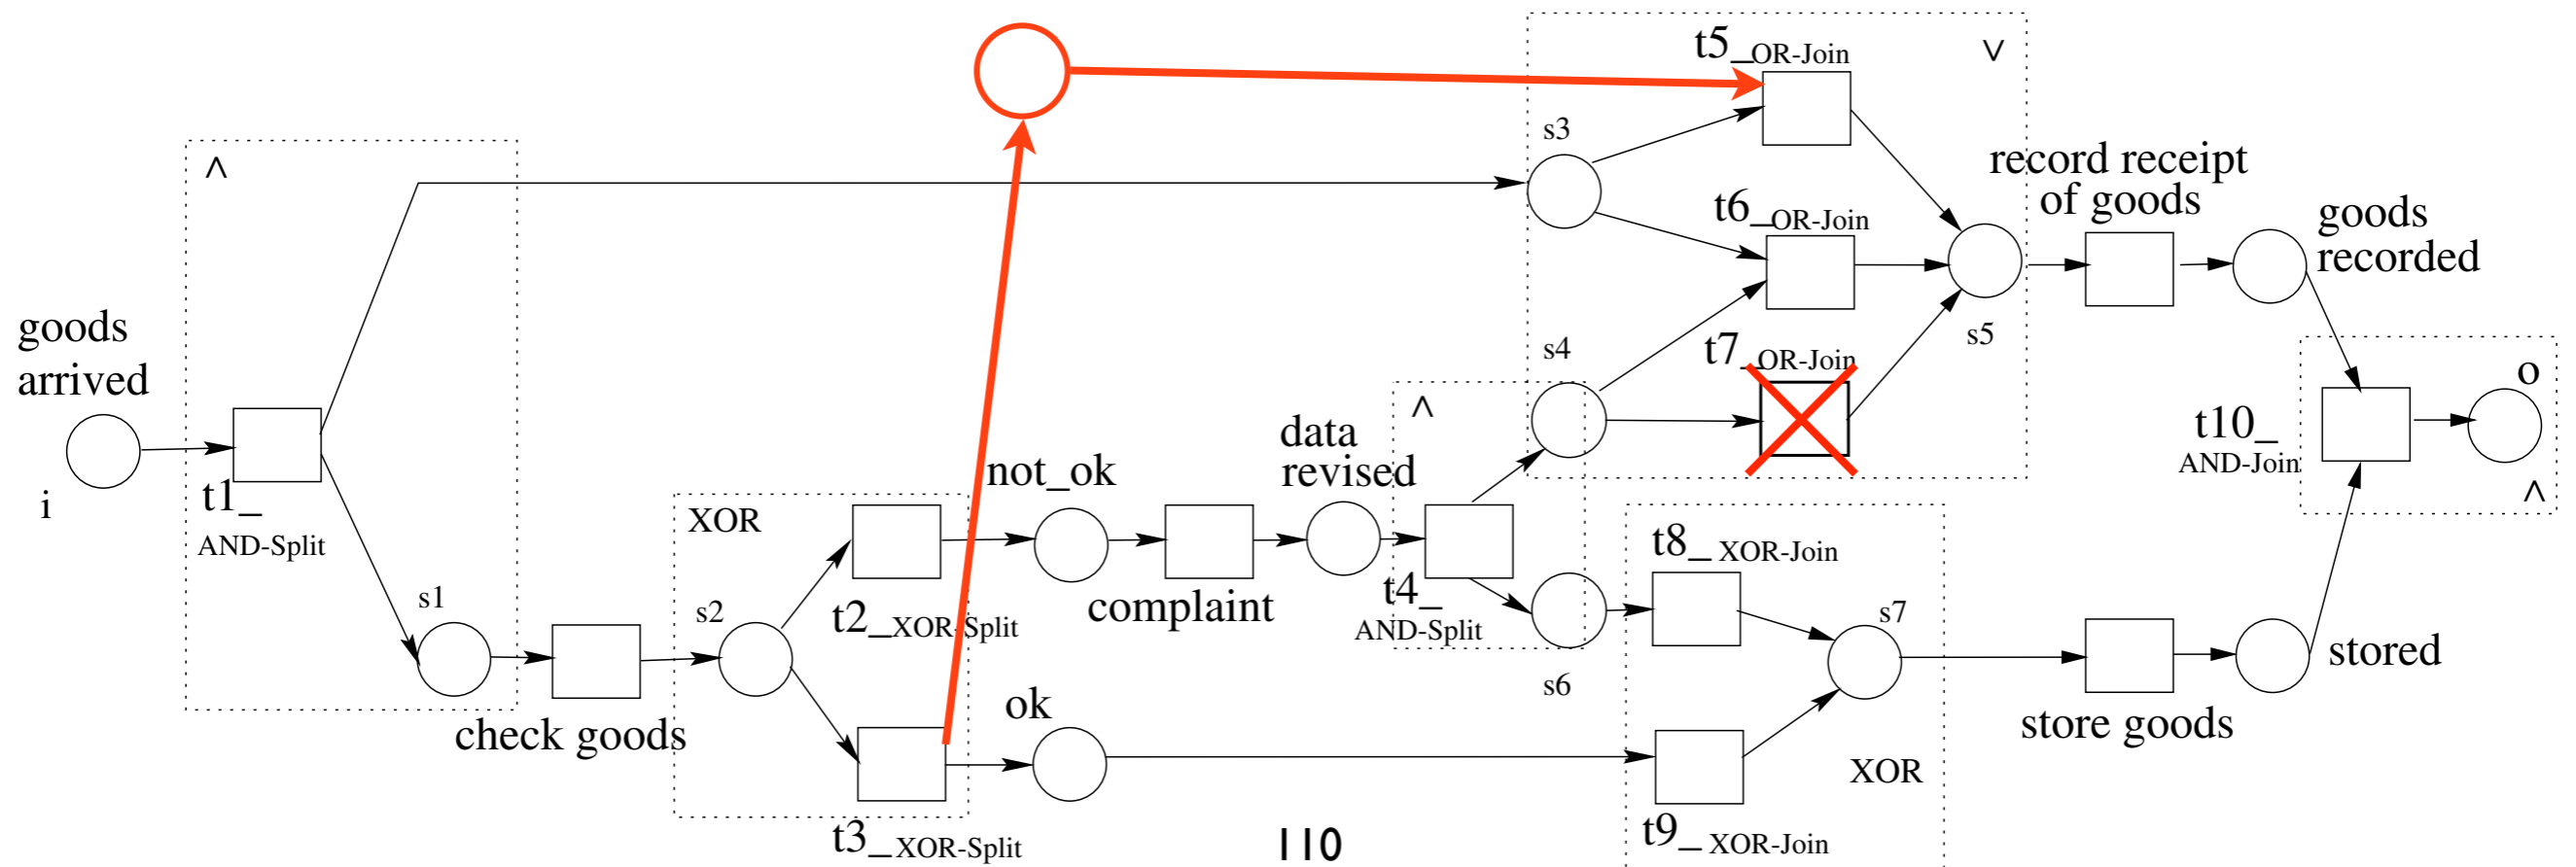 t5_OR-Join
v
s3
^
record receipt
of goods
t6_OR-Join
goods
recorded
goods
arrived
s5
s4
t7_OR-Join
o
^
data
revised
t10_
AND-Join
not_ok
^
i
t1_
AND-Split
XOR
t8_ XOR-Join
t4_
AND-Split
complaint
s1
s2
t2_XOR-Split
s7
stored
s6
ok
check goods
store goods
XOR
t3_XOR-Split
110
t9_ XOR-Join